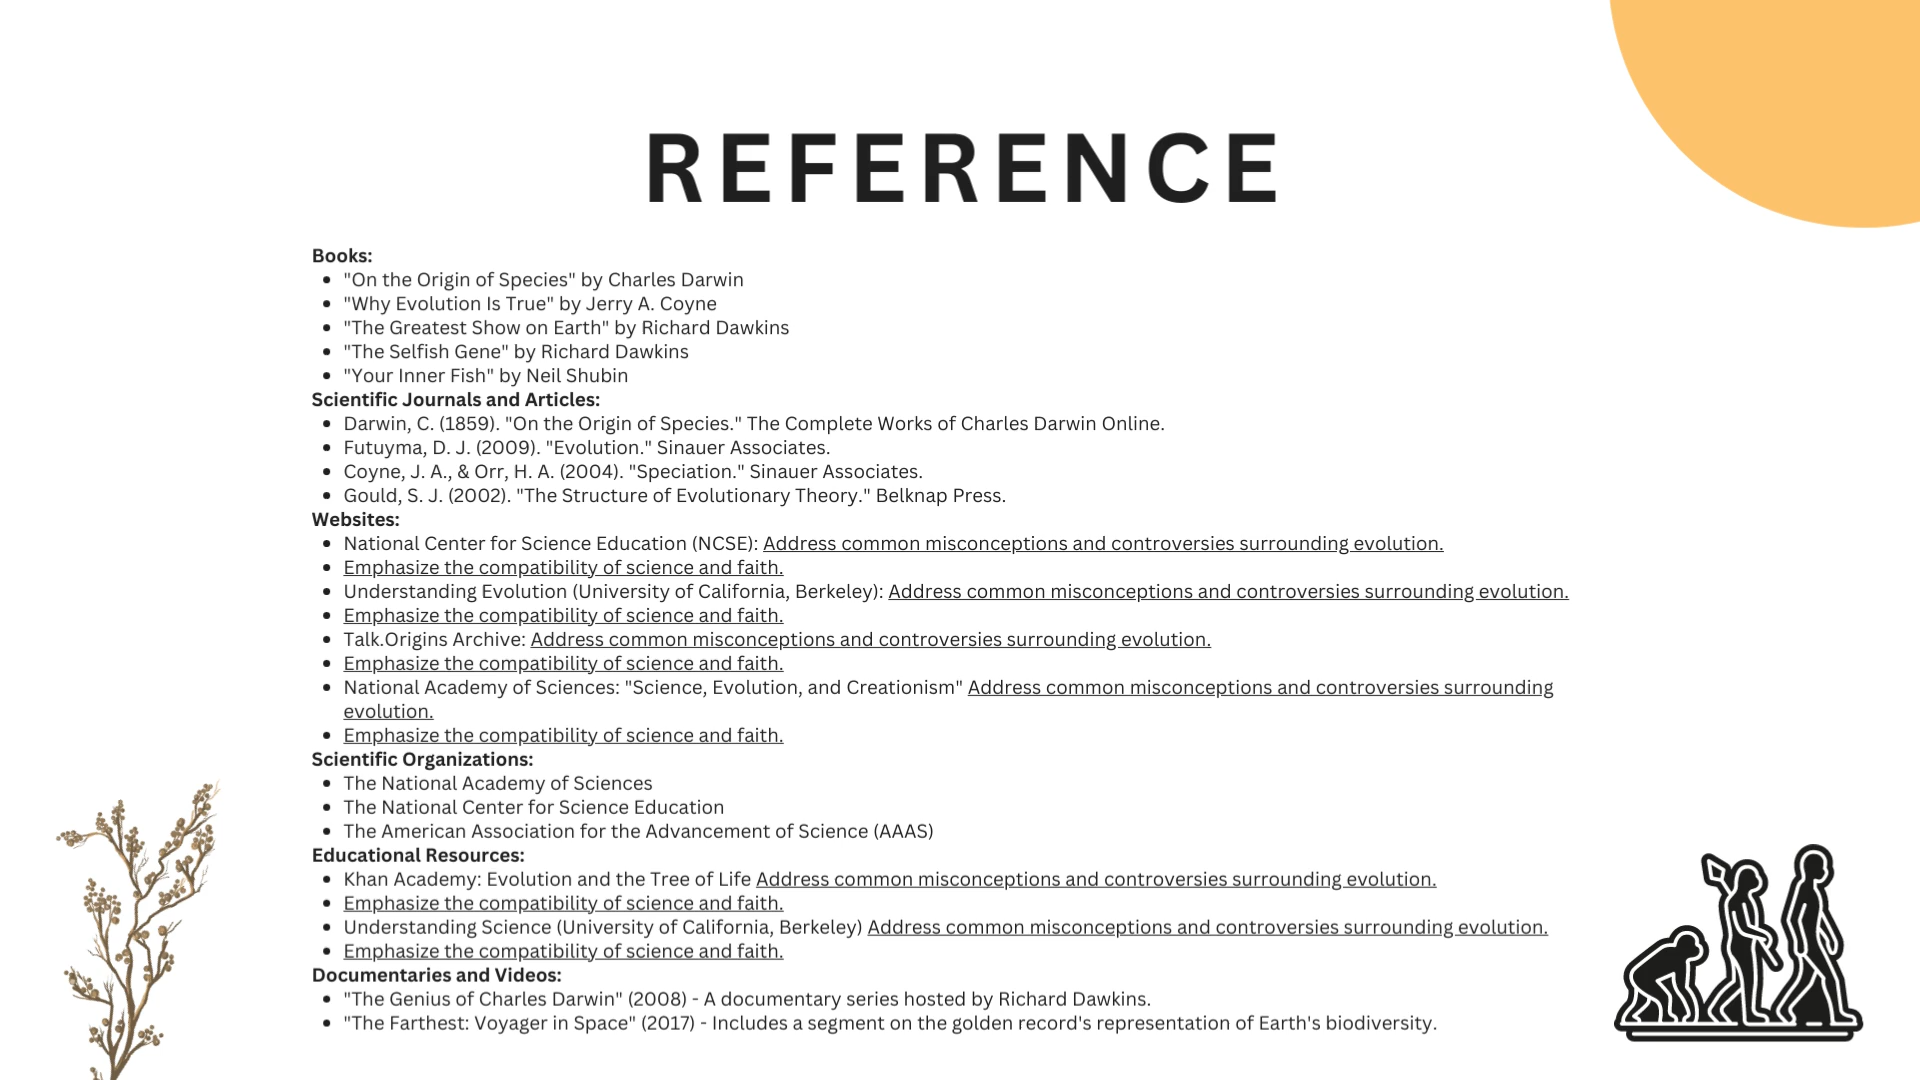 REFERENCE
Books:
"On the Origin of Species" by Charles Darwin
"Why Evolution Is True" by Jerry A. Coyne
"The Greatest Show on Earth" by Richard Dawkins
"The Selfish Gene" by Richard Dawkins
"Your Inner Fish" by Neil Shubin
Scientific Journals and Articles:
Darwin, C. (1859). "On the Origin of Species." The Complete Works of Charles Darwin Online.
Futuyma, D. J. (2009). "Evolution." Sinauer Associates.
Coyne, J. A., & Orr, H. A. (2004). "Speciation." Sinauer Associates.
Gould, S. J. (2002). "The Structure of Evolutionary Theory." Belknap Press.
Websites:
National Center for Science Education (NCSE): Address common misconceptions and controversies surrounding evolution.
Emphasize the compatibility of science and faith.
Understanding Evolution (University of California, Berkeley): Address common misconceptions and controversies surrounding evolution.
Emphasize the compatibility of science and faith.
Talk.Origins Archive: Address common misconceptions and controversies surrounding evolution.
Emphasize the compatibility of science and faith.
National Academy of Sciences: "Science, Evolution, and Creationism" Address common misconceptions and controversies surrounding
evolution.
Emphasize the compatibility of science and faith.
Scientific Organizations:
The National Academy of Sciences
The National Center for Science Education
The American Association for the Advancement of Science (AAAS)
Educational Resources:
Khan Academy: Evolution and the Tree of Life Address common misconceptions and controversies surrounding evolution.
Emphasize the compatibility of science and faith.
Understanding Science (University of California, Berkeley) Address common misconceptions and controversies surrounding evolution.
Emphasize the compatibility of science and faith.
Documentaries and Videos:
"The Genius of Charles Darwin" (2008) - A documentary series hosted by Richard Dawkins.
"The Farthest: Voyager in Space" (2017) - Includes a segment on the golden record's representation of Earth's biodiversity.